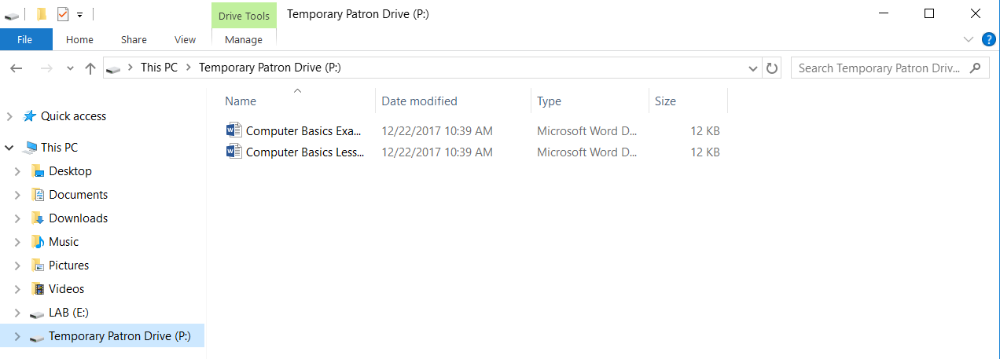 Drive Tools
Temporary Patron Drive (P:)
File Home Share View Manage
?
This PC Temporary Patron Drive (P:)
Search Temporary Patron Driv...
Name Date modified Type Size
Computer Basics Exa... 12/22/2017 10:39 AM Microsoft Word D... 12 KB
Computer Basics Less... 12/22/2017 10:39 AM Microsoft Word D... 12 KB
Quick access
This PC
Desktop
Documents
Downloads
Music
Pictures
Videos
LAB (E:)
Temporary Patron Drive (P:)